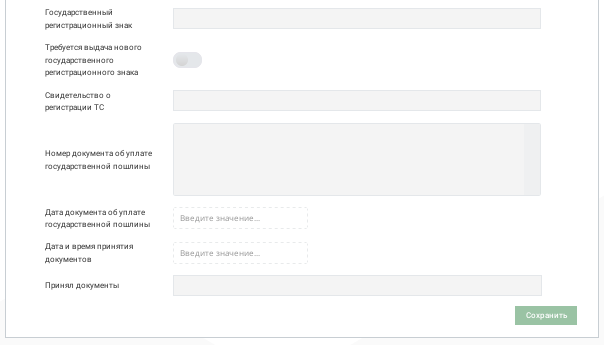 Государственный
регистрационный знак
Требуется выдача нового
государственного
регистрационного знака
Свидетельство о
регистрации ТС
Номер документа об уплате
государственной пошлины
Дата документа об уплате
государственной пошлины
Введите значение...
Дата и время принятия
документов
Введите значение...
Принял документы
Сохранить